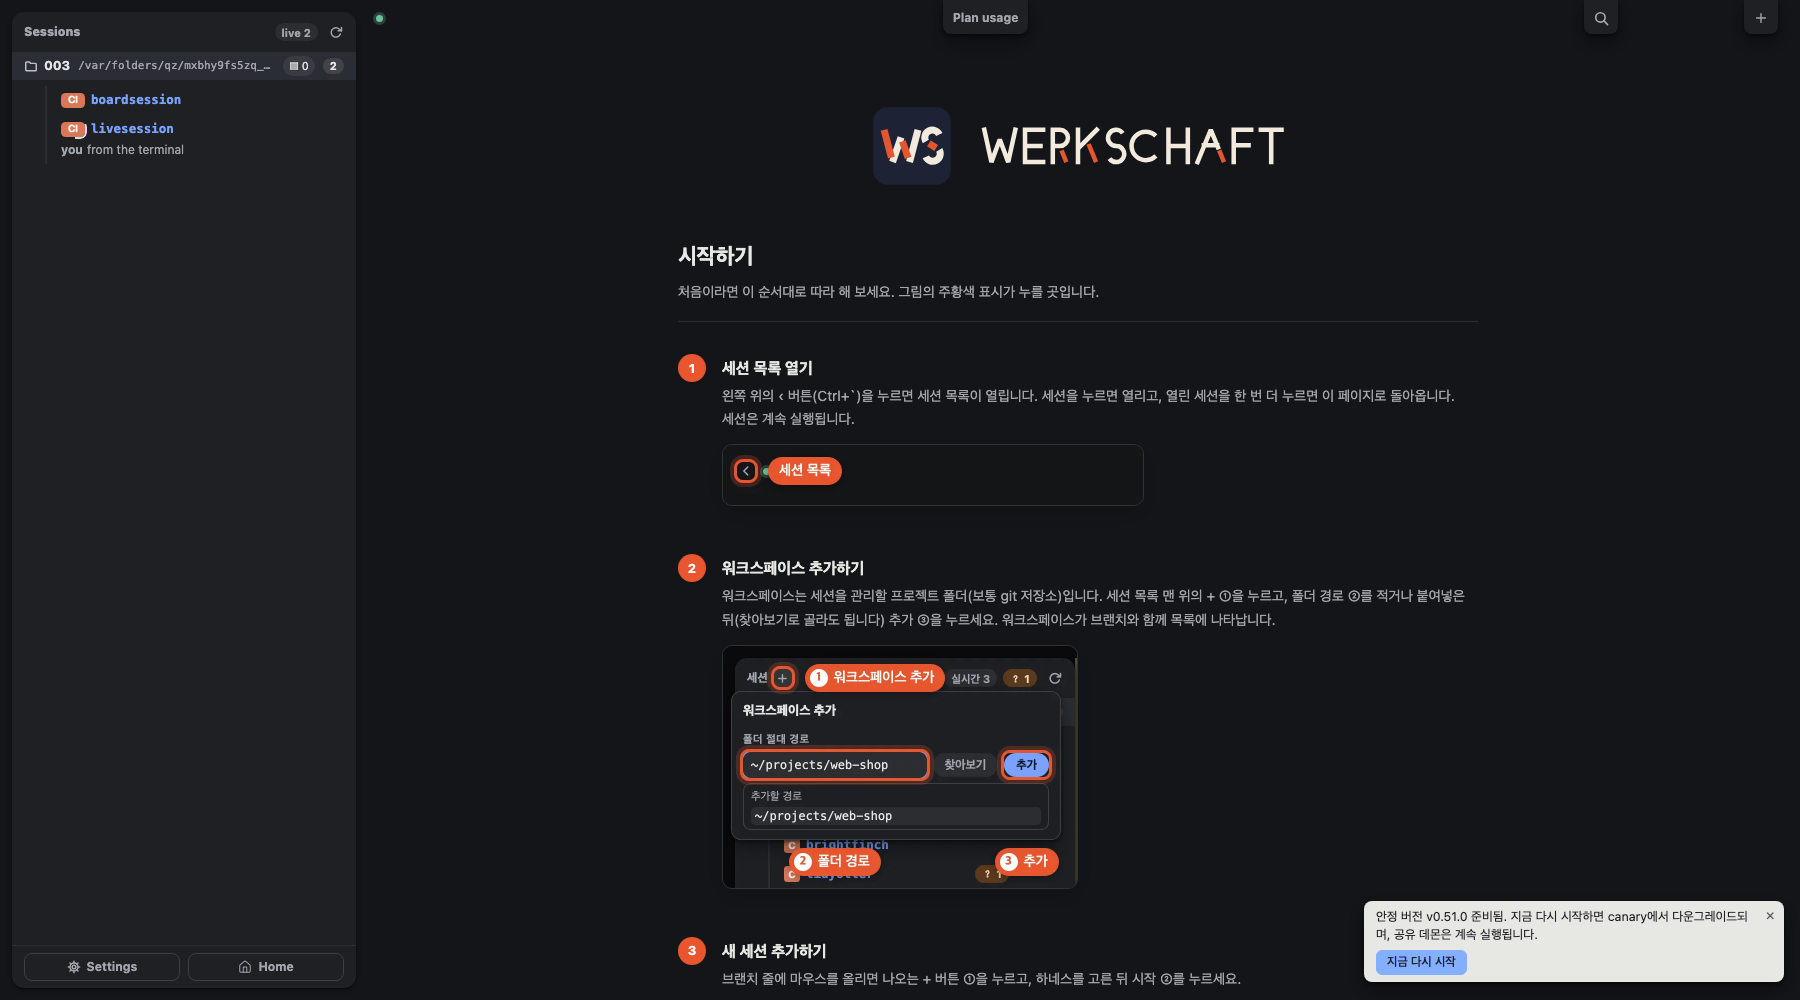 Sessions
live 2
003 /var/folders/qz/mxbhy9fs5zq_… 0 2
CI boardsession
CI livesession
you from the terminal
Settings
Home
Plan usage
WS WERKSCHAFT
시작하기
처음이라면 이 순서대로 따라 해 보세요. 그림의 주황색 표시가 누를 곳입니다.
1 세션 목록 열기
왼쪽 위의 ‹ 버튼(Ctrl+`)을 누르면 세션 목록이 열립니다. 세션을 누르면 열리고, 열린 세션을 한 번 더 누르면 이 페이지로 돌아옵니다.
세션은 계속 실행됩니다.
세션 목록
2 워크스페이스 추가하기
워크스페이스는 세션을 관리할 프로젝트 폴더(보통 git 저장소)입니다. 세션 목록 맨 위의 + ①을 누르고, 폴더 경로 ②를 적거나 붙여넣은
뒤(찾아보기로 골라도 됩니다) 추가 ③을 누르세요. 워크스페이스가 브랜치와 함께 목록에 나타납니다.
세션 + 1 워크스페이스 추가 실시간 3 ? 1
워크스페이스 추가
폴더 절대 경로
~/projects/web-shop 찾아보기 추가
추가할 경로
~/projects/web-shop
C brightfinch
2 폴더 경로
3 추가
C ? 1
3 새 세션 추가하기
브랜치 줄에 마우스를 올리면 나오는 + 버튼 ①을 누르고, 하네스를 고른 뒤 시작 ②를 누르세요.
안정 버전 v0.51.0 준비됨. 지금 다시 시작하면 canary에서 다운그레이드되
며, 공유 데몬은 계속 실행됩니다.
지금 다시 시작